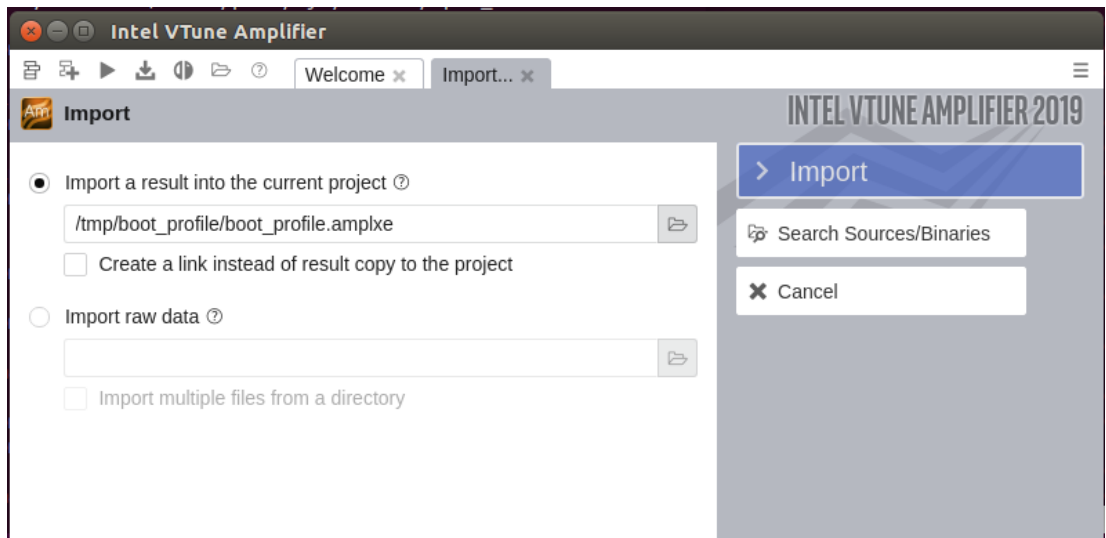 Intel VTune Amplifier
Welcome
Import...
Import
INTEL VTUNE AMPLIFIER 2019
Import a result into the current project
/tmp/boot_profile/boot_profile.amplxe
Create a link instead of result copy to the project
Import raw data
Import multiple files from a directory
Import
Search Sources/Binaries
Cancel